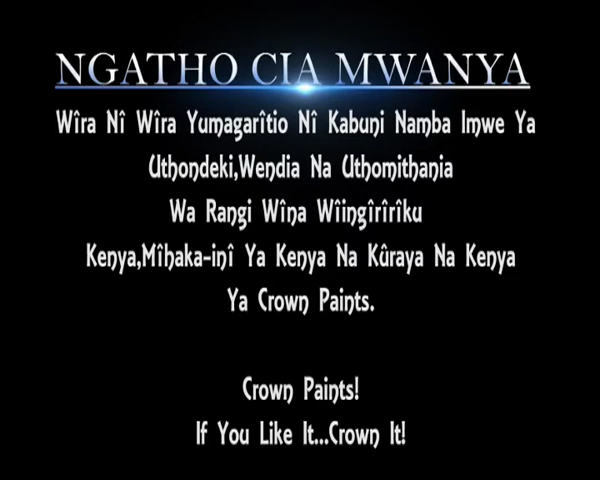 NGATHO CIA MWANYA
Wîra Nî Wîra Yumagarîtio Nî Kabuni Namba Imwe Ya
Uthondeki,Wendia Na Uthomithania
Wa Rangi Wîna Wîingîrîrîku
Kenya,Mîhaka-inî Ya Kenya Na Kûraya Na Kenya
Ya Crown Paints.
Crown Paints!
If You Like It...Crown It!